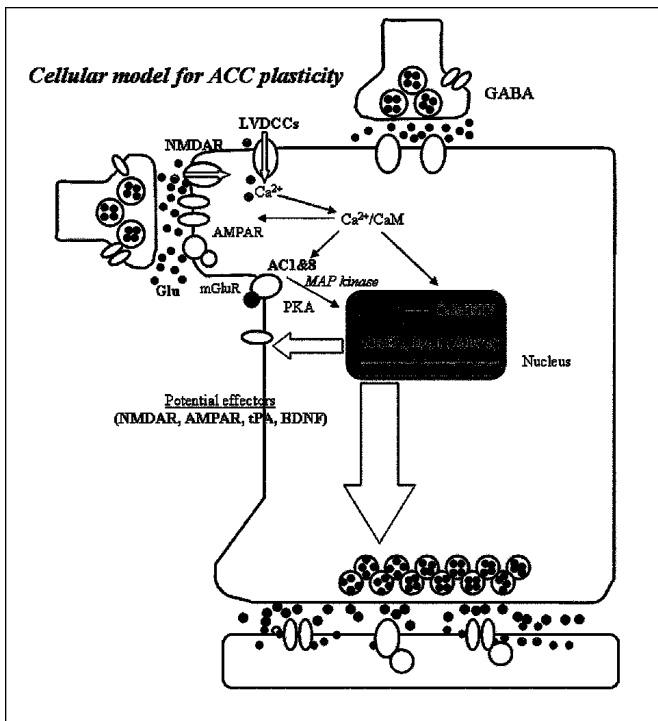 Cellular model for ACC plasticity
GABA
LVDCCs
NMDAR
Ca²⁺
Ca²⁺/CaM
AMPAR
AC1&8
Glu
mGluR
MAP kinase
PKA
Nucleus
Potential effectors
(NMDAR, AMPAR, tPA, BDNF)